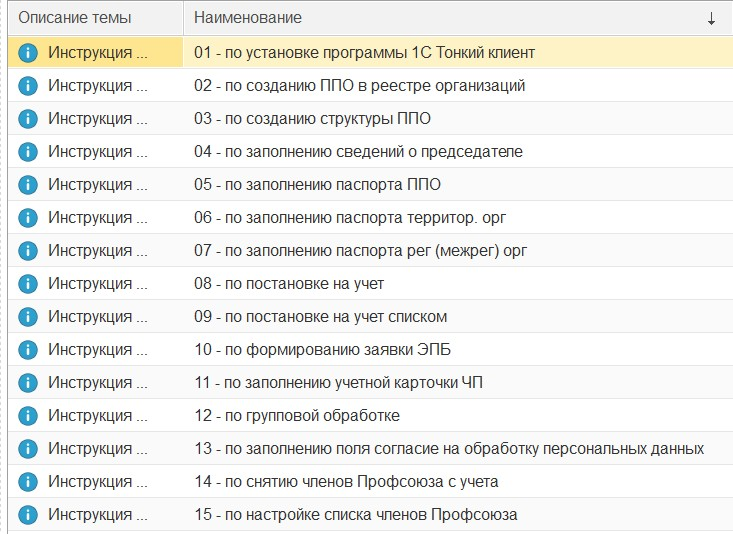 Описание темы Наименование ↓
Инструкция ... 01 - по установке программы 1С Тонкий клиент
Инструкция ... 02 - по созданию ППО в реестре организаций
Инструкция ... 03 - по созданию структуры ППО
Инструкция ... 04 - по заполнению сведений о председателе
Инструкция ... 05 - по заполнению паспорта ППО
Инструкция ... 06 - по заполнению паспорта территор. орг
Инструкция ... 07 - по заполнению паспорта рег (межрег) орг
Инструкция ... 08 - по постановке на учет
Инструкция ... 09 - по постановке на учет списком
Инструкция ... 10 - по формированию заявки ЭПБ
Инструкция ... 11 - по заполнению учетной карточки ЧП
Инструкция ... 12 - по групповой обработке
Инструкция ... 13 - по заполнению поля согласие на обработку персональных данных
Инструкция ... 14 - по снятию членов Профсоюза с учета
Инструкция ... 15 - по настройке списка членов Профсоюза